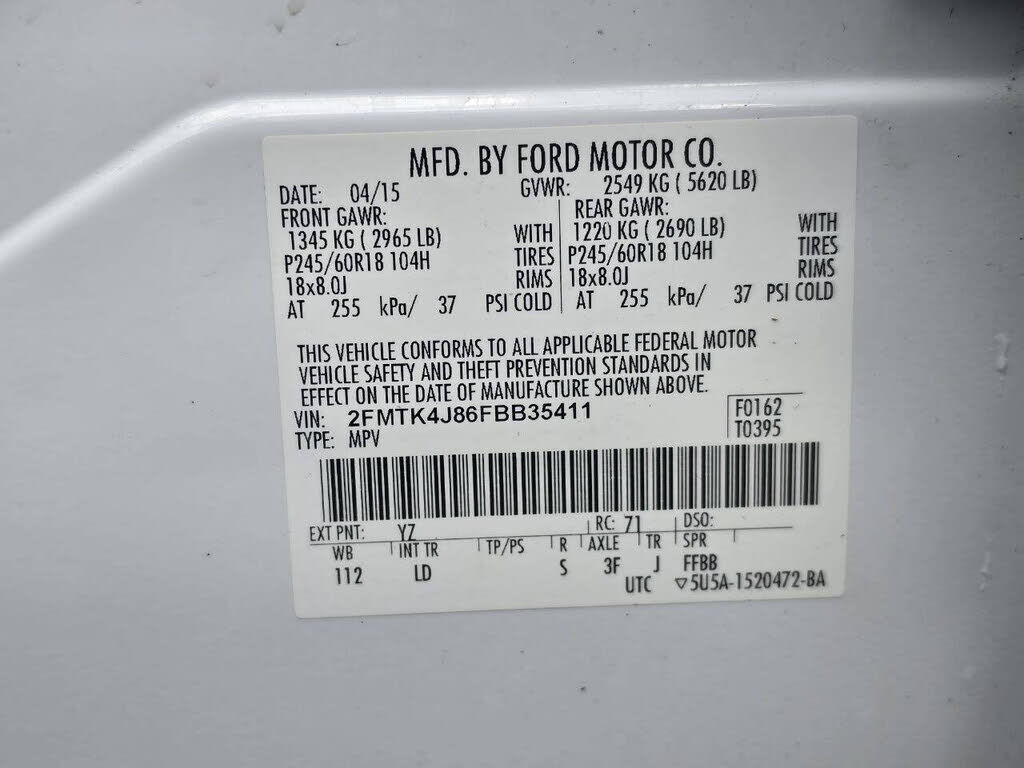 MFD. BY FORD MOTOR CO.
DATE: 04/15 GVWR: 2549 KG ( 5620 LB)
FRONT GAWR: REAR GAWR:
1345 KG ( 2965 LB) WITH 1220 KG ( 2690 LB) WITH
P245/60R18 104H TIRES P245/60R18 104H TIRES
18x8.0J RIMS 18x8.0J RIMS
AT 255 kPa/ 37 PSI COLD AT 255 kPa/ 37 PSI COLD
THIS VEHICLE CONFORMS TO ALL APPLICABLE FEDERAL MOTOR
VEHICLE SAFETY AND THEFT PREVENTION STANDARDS IN
EFFECT ON THE DATE OF MANUFACTURE SHOWN ABOVE.
VIN: 2FMTK4J86FBB35411 F0162
TYPE: MPV T0395
EXT PNT: YZ RC: 71 DSO:
WB INT TR TP/PS R AXLE TR SPR
112 LD S 3F J FFBB
UTC ▽5U5A-1520472-BA